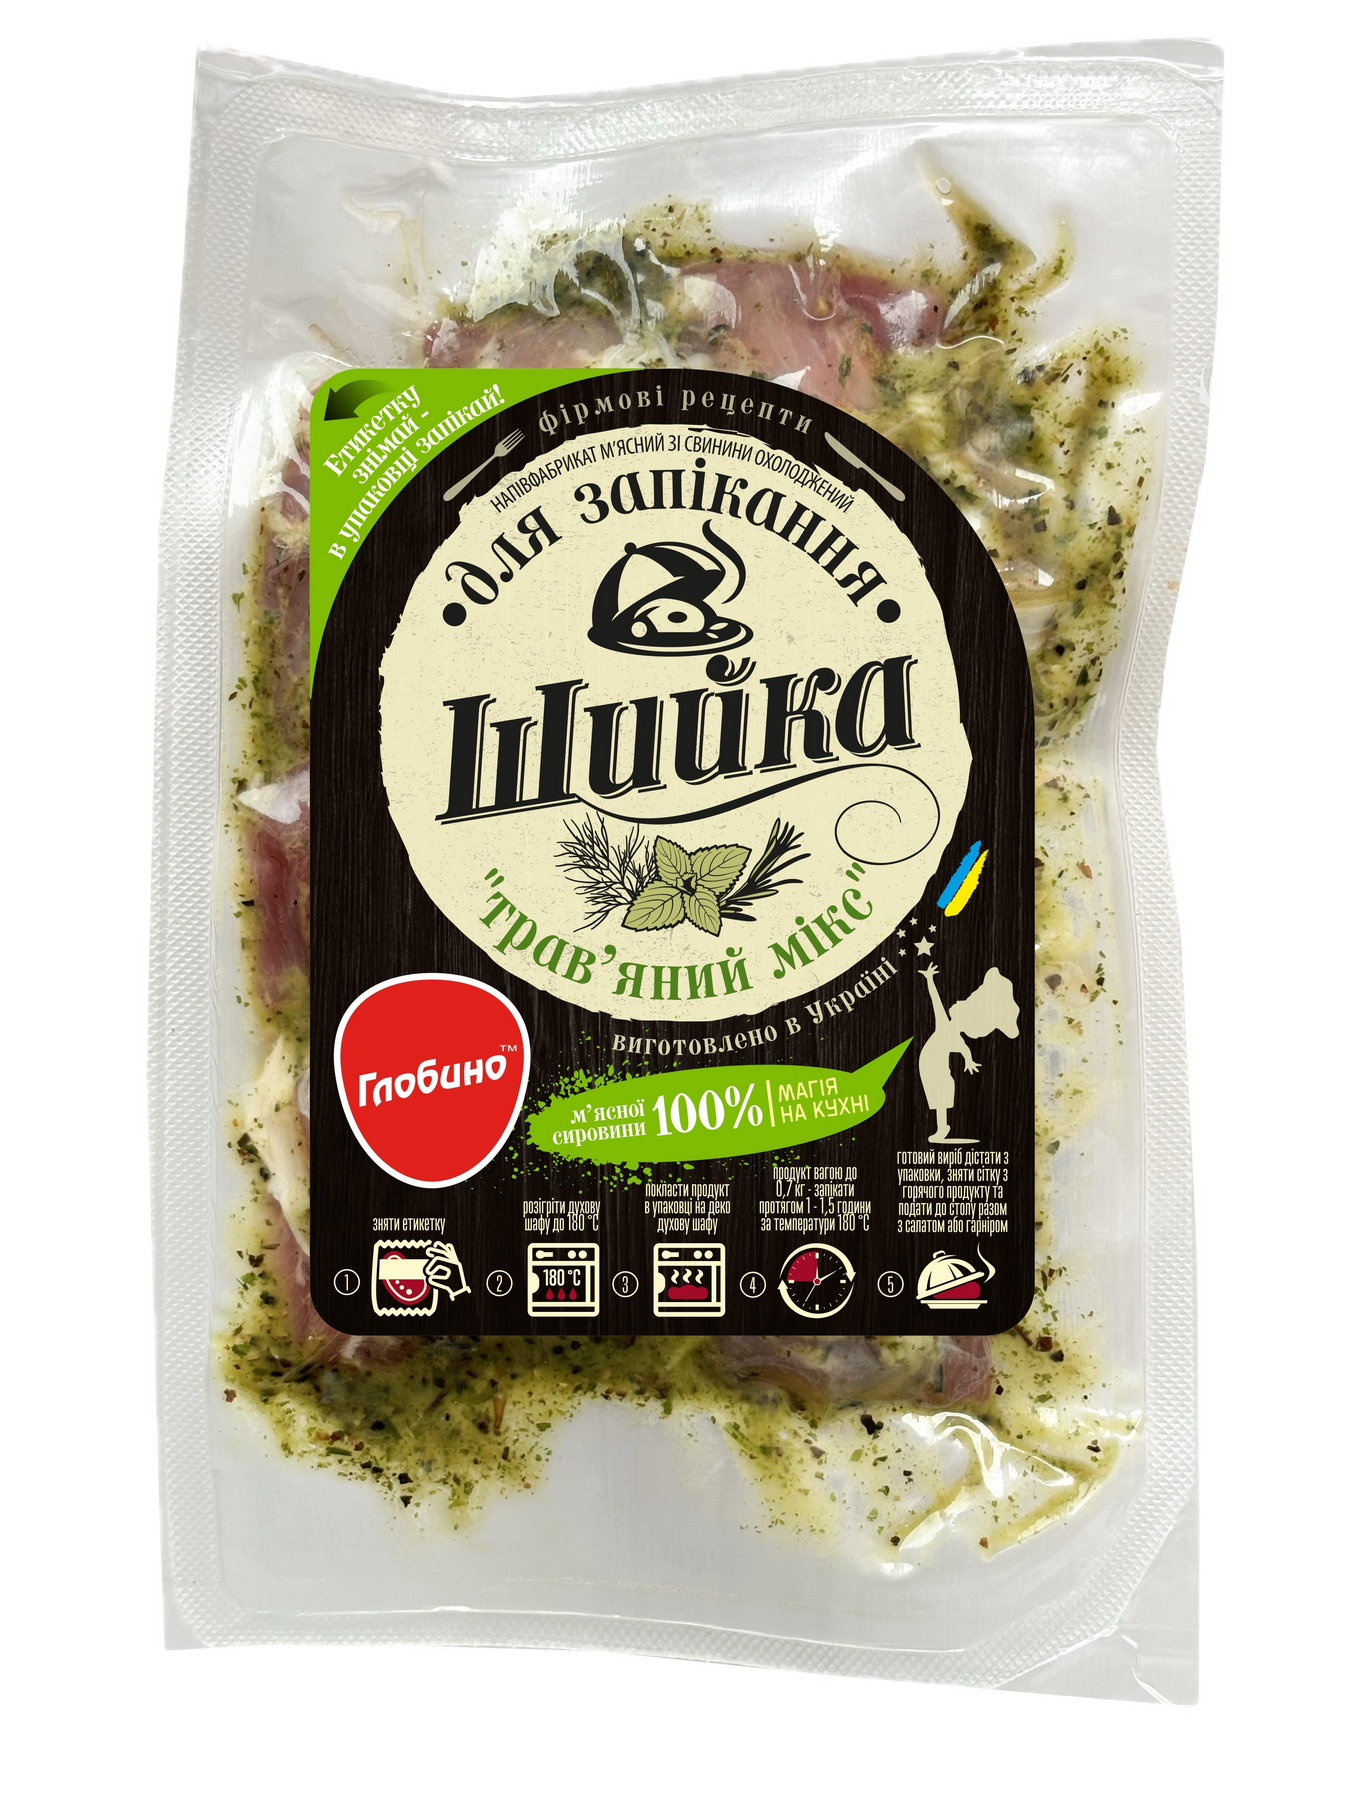 Етикетку
знімай -
в упаковці запікай!
фірмові рецепти
НАПІВФАБРИКАТ М'ЯСНИЙ ЗІ СВИНИНИ ОХОЛОДЖЕНИЙ
•для запікання•
Шийка
"трав'яний мікс"
виготовлено в Україні
Глобино™
м'ясної
сировини
100%
МАГІЯ
НА КУХНІ
1
зняти етикетку
2
розігріти духову
шафу до 180 °С
180 °С
3
покласти продукт
в упаковці на деко
духову шафу
4
продукт вагою до
0,7 кг - запікати
протягом 1 - 1,5 години
за температури 180 °С
5
готовий виріб дістати з
упаковки, зняти сітку з
горячого продукту та
подати до столу разом
з салатом або гарніром